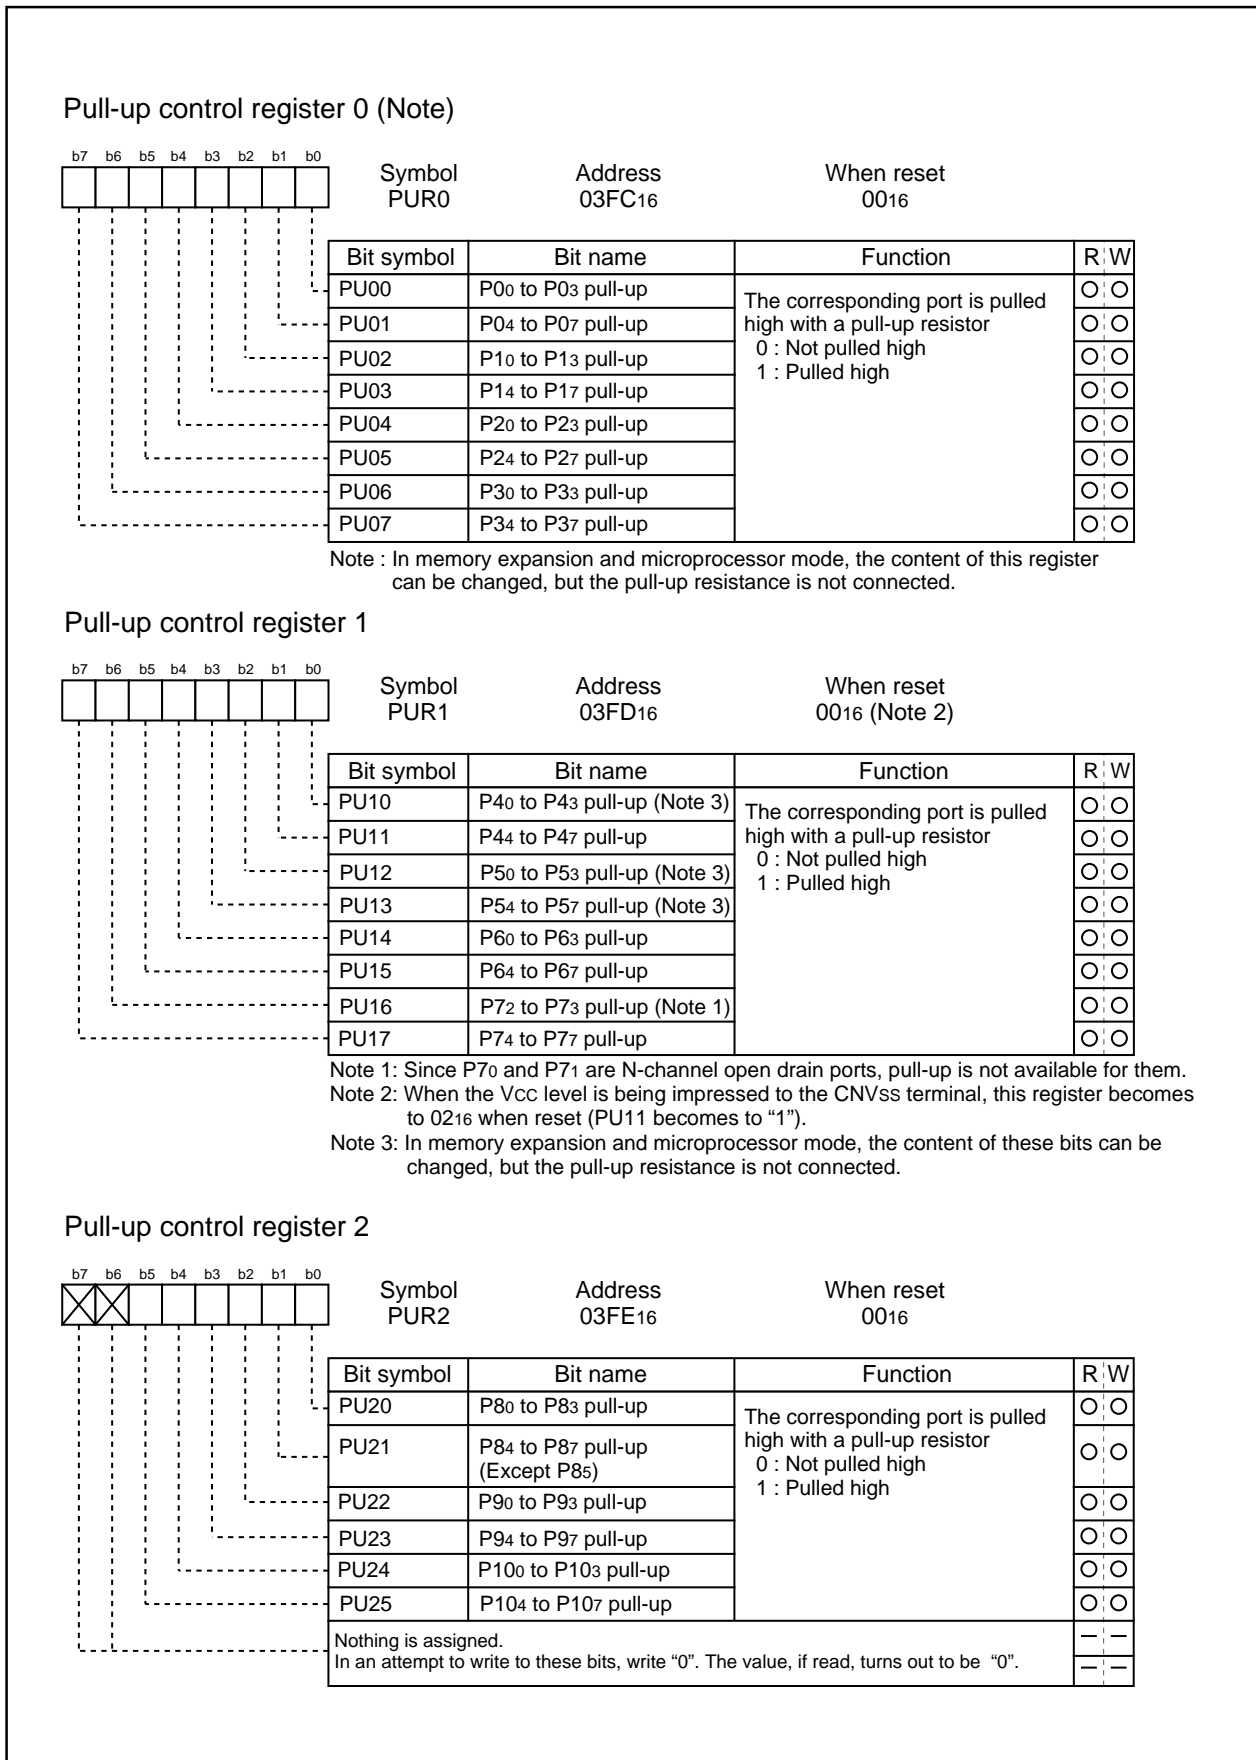 Pull-up control register 0 (Note)
b7 b6 b5 b4 b3 b2 b1 b0
Symbol Address When reset
PUR0 03FC16 0016
Bit symbol Bit name Function R W
PU00 P00 to P03 pull-up The corresponding port is pulled
PU01 P04 to P07 pull-up high with a pull-up resistor
PU02 P10 to P13 pull-up 0 : Not pulled high
1 : Pulled high
PU03 P14 to P17 pull-up
PU04 P20 to P23 pull-up
PU05 P24 to P27 pull-up
PU06 P30 to P33 pull-up
PU07 P34 to P37 pull-up
Note : In memory expansion and microprocessor mode, the content of this register
can be changed, but the pull-up resistance is not connected.
Pull-up control register 1
b7 b6 b5 b4 b3 b2 b1 b0
Symbol Address When reset
PUR1 03FD16 0016 (Note 2)
Bit symbol Bit name Function R W
PU10 P40 to P43 pull-up (Note 3) The corresponding port is pulled
PU11 P44 to P47 pull-up high with a pull-up resistor
0 : Not pulled high
PU12 P50 to P53 pull-up (Note 3) 1 : Pulled high
PU13 P54 to P57 pull-up (Note 3)
PU14 P60 to P63 pull-up
PU15 P64 to P67 pull-up
PU16 P72 to P73 pull-up (Note 1)
PU17 P74 to P77 pull-up
Note 1: Since P70 and P71 are N-channel open drain ports, pull-up is not available for them.
Note 2: When the VCC level is being impressed to the CNVSS terminal, this register becomes
to 0216 when reset (PU11 becomes to “1”).
Note 3: In memory expansion and microprocessor mode, the content of these bits can be
changed, but the pull-up resistance is not connected.
Pull-up control register 2
b7 b6 b5 b4 b3 b2 b1 b0
Symbol Address When reset
PUR2 03FE16 0016
Bit symbol Bit name Function R W
PU20 P80 to P83 pull-up The corresponding port is pulled
PU21 P84 to P87 pull-up high with a pull-up resistor
(Except P85) 0 : Not pulled high
1 : Pulled high
PU22 P90 to P93 pull-up
PU23 P94 to P97 pull-up
PU24 P100 to P103 pull-up
PU25 P104 to P107 pull-up
Nothing is assigned.
In an attempt to write to these bits, write “0”. The value, if read, turns out to be “0”.